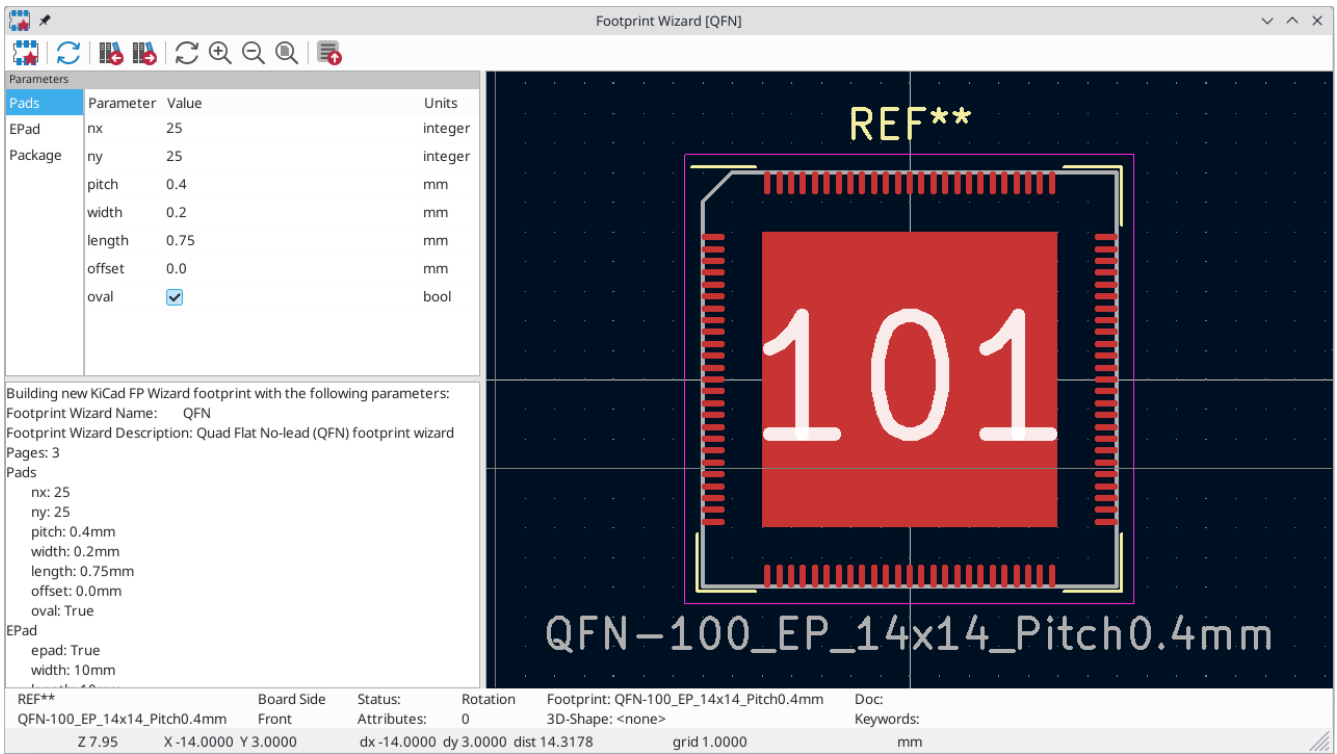 Footprint Wizard [QFN]
Parameters
Pads
EPad
Package
Parameter Value Units
nx 25 integer
ny 25 integer
pitch 0.4 mm
width 0.2 mm
length 0.75 mm
offset 0.0 mm
oval bool
Building new KiCad FP Wizard footprint with the following parameters:
Footprint Wizard Name: QFN
Footprint Wizard Description: Quad Flat No-lead (QFN) footprint wizard
Pages: 3
Pads
nx: 25
ny: 25
pitch: 0.4mm
width: 0.2mm
length: 0.75mm
offset: 0.0mm
oval: True
EPad
epad: True
width: 10mm
REF**
101
QFN-100_EP_14x14_Pitch0.4mm
REF** Board Side Status: Rotation Footprint: QFN-100_EP_14x14_Pitch0.4mm Doc:
QFN-100_EP_14x14_Pitch0.4mm Front Attributes: 0 3D-Shape: <none> Keywords:
Z 7.95 X -14.0000 Y 3.0000 dx -14.0000 dy 3.0000 dist 14.3178 grid 1.0000 mm